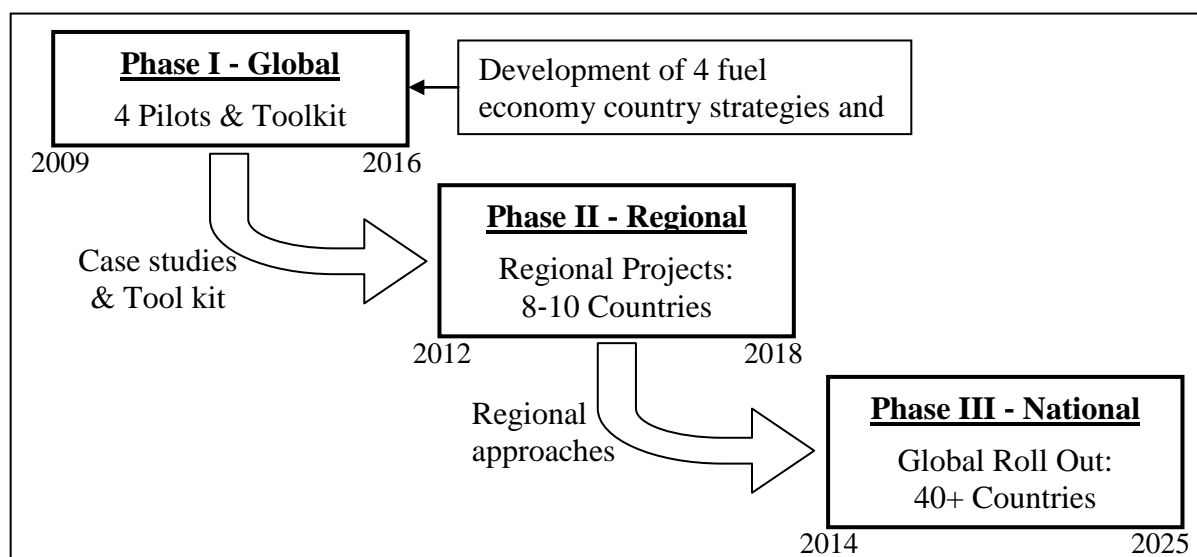 Phase I - Global
4 Pilots & Toolkit
Development of 4 fuel
economy country strategies and
2009
2016
Case studies
& Tool kit
Phase II - Regional
Regional Projects:
8-10 Countries
2012
2018
Regional
approaches
Phase III - National
Global Roll Out:
40+ Countries
2014
2025